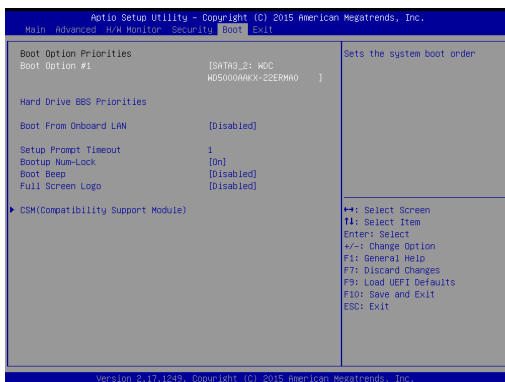 Aptio Setup Utility – Copyright (C) 2015 American Megatrends, Inc.
Main Advanced H/W Monitor Security Boot Exit
Boot Option Priorities
Boot Option #1 [SATA3_2: WDC
WD5000AAKX-22ERMA0 ]
Hard Drive BBS Priorities
Boot From Onboard LAN [Disabled]
Setup Prompt Timeout 1
Bootup Num-Lock [On]
Boot Beep [Disabled]
Full Screen Logo [Disabled]
CSM(Compatibility Support Module)
Sets the system boot order
↔: Select Screen
↑↓: Select Item
Enter: Select
+/-: Change Option
F1: General Help
F7: Discard Changes
F9: Load UEFI Defaults
F10: Save and Exit
ESC: Exit
Version 2.17.1249. Copyright (C) 2015 American Megatrends, Inc.